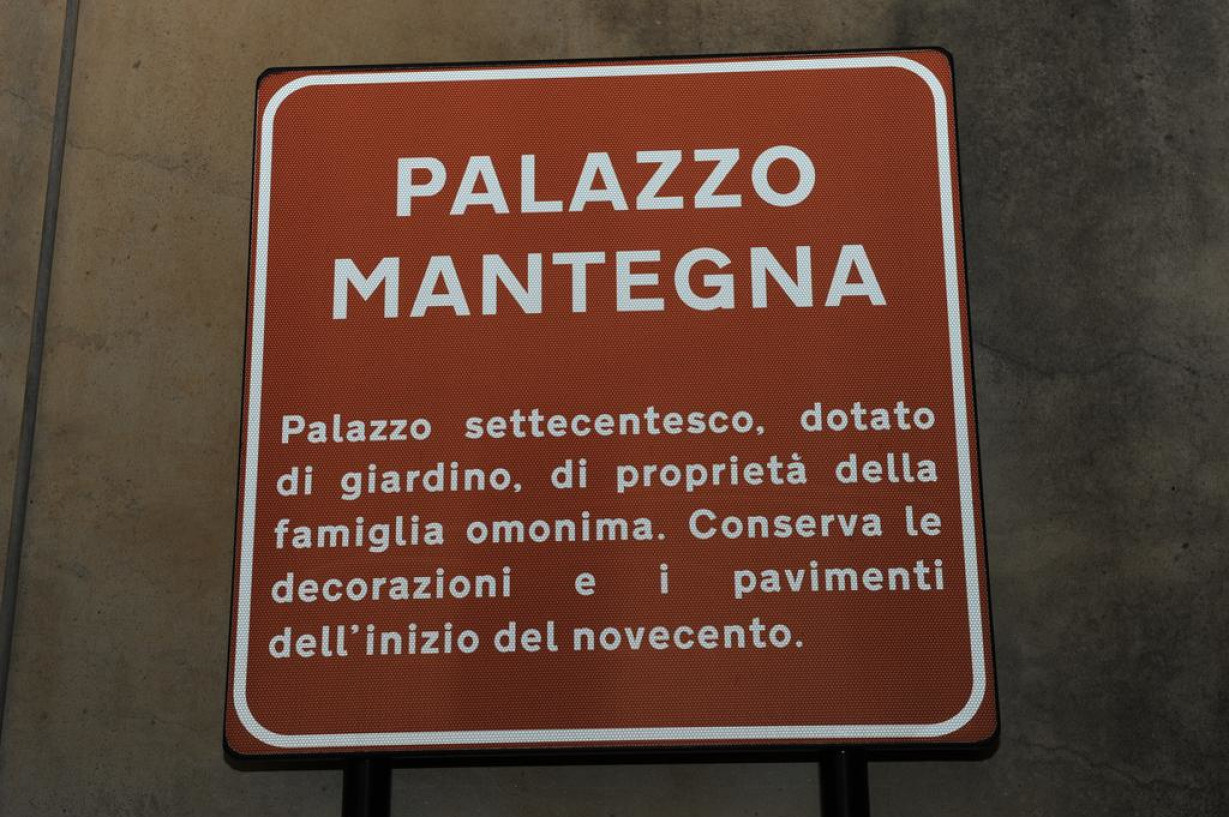 PALAZZO
MANTEGNA
Palazzo settecentesco, dotato
di giardino, di proprietà della
famiglia omonima. Conserva le
decorazioni e i pavimenti
dell'inizio del novecento.